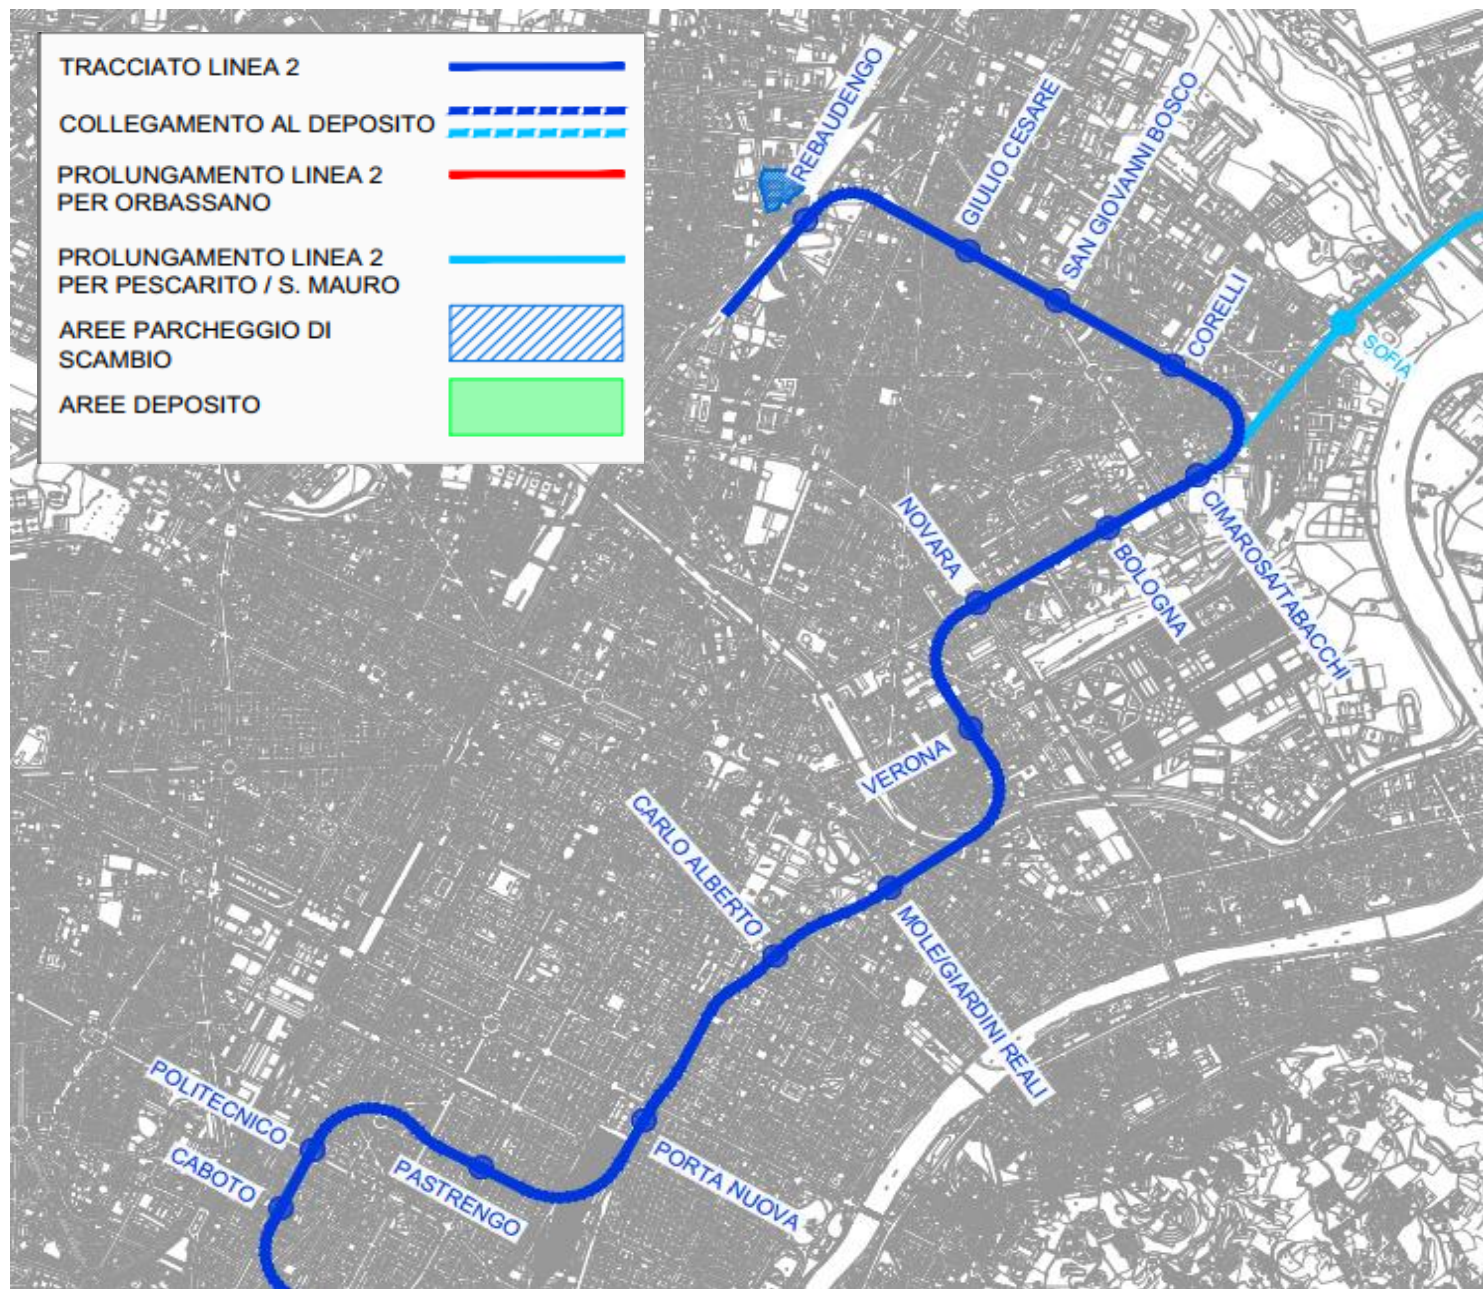 TRACCIATO LINEA 2
COLLEGAMENTO AL DEPOSITO
PROLUNGAMENTO LINEA 2
PER ORBASSANO
PROLUNGAMENTO LINEA 2
PER PESCARITO / S. MAURO
AREE PARCHEGGIO DI
SCAMBIO
AREE DEPOSITO
REBAUDENGO
GIULIO CESARE
SAN GIOVANNI BOSCO
CORELLI
SOFIA
CIMAROSA/TABACCHI
BOLOGNA
NOVARA
VERONA
MOLE/GIARDINI REALI
CARLO ALBERTO
PORTA NUOVA
PASTRENGO
POLITECNICO
CABOTO